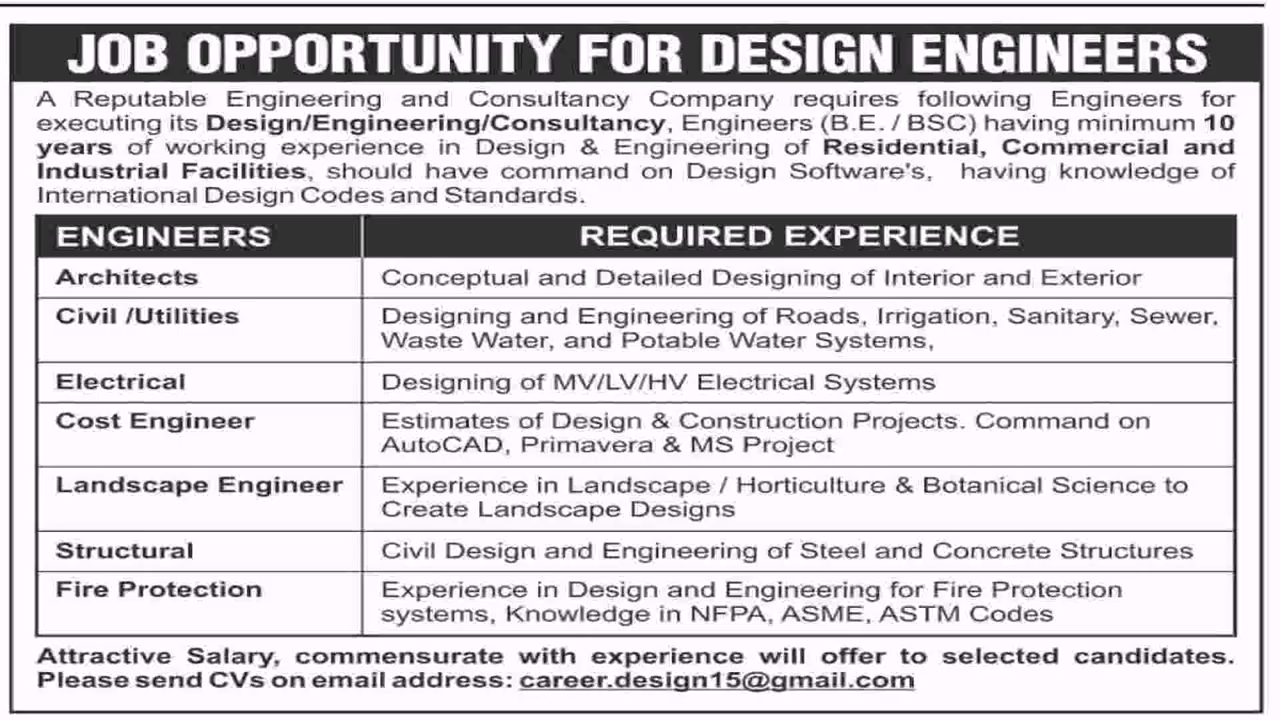 JOB OPPORTUNITY FOR DESIGN ENGINEERS
A Reputable Engineering and Consultancy Company requires following Engineers for
executing its Design/Engineering/Consultancy, Engineers (B.E. / BSC) having minimum 10
years of working experience in Design & Engineering of Residential, Commercial and
Industrial Facilities, should have command on Design Software's, having knowledge of
International Design Codes and Standards.
ENGINEERS REQUIRED EXPERIENCE
Architects Conceptual and Detailed Designing of Interior and Exterior
Civil /Utilities Designing and Engineering of Roads, Irrigation, Sanitary, Sewer,
Waste Water, and Potable Water Systems,
Electrical Designing of MV/LV/HV Electrical Systems
Cost Engineer Estimates of Design & Construction Projects. Command on
AutoCAD, Primavera & MS Project
Landscape Engineer Experience in Landscape / Horticulture & Botanical Science to
Create Landscape Designs
Structural Civil Design and Engineering of Steel and Concrete Structures
Fire Protection Experience in Design and Engineering for Fire Protection
systems, Knowledge in NFPA, ASME, ASTM Codes
Attractive Salary, commensurate with experience will offer to selected candidates.
Please send CVs on email address: career.design15@gmail.com